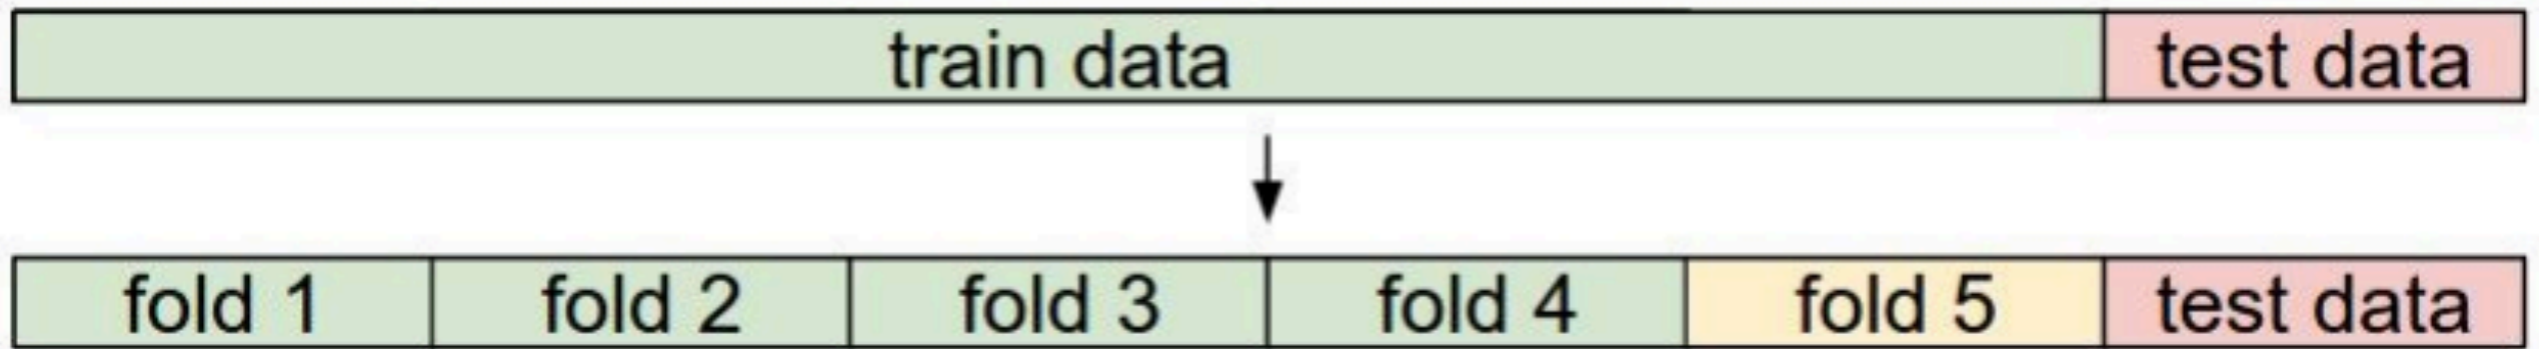 train data test data
fold 1 fold 2 fold 3 fold 4 fold 5 test data